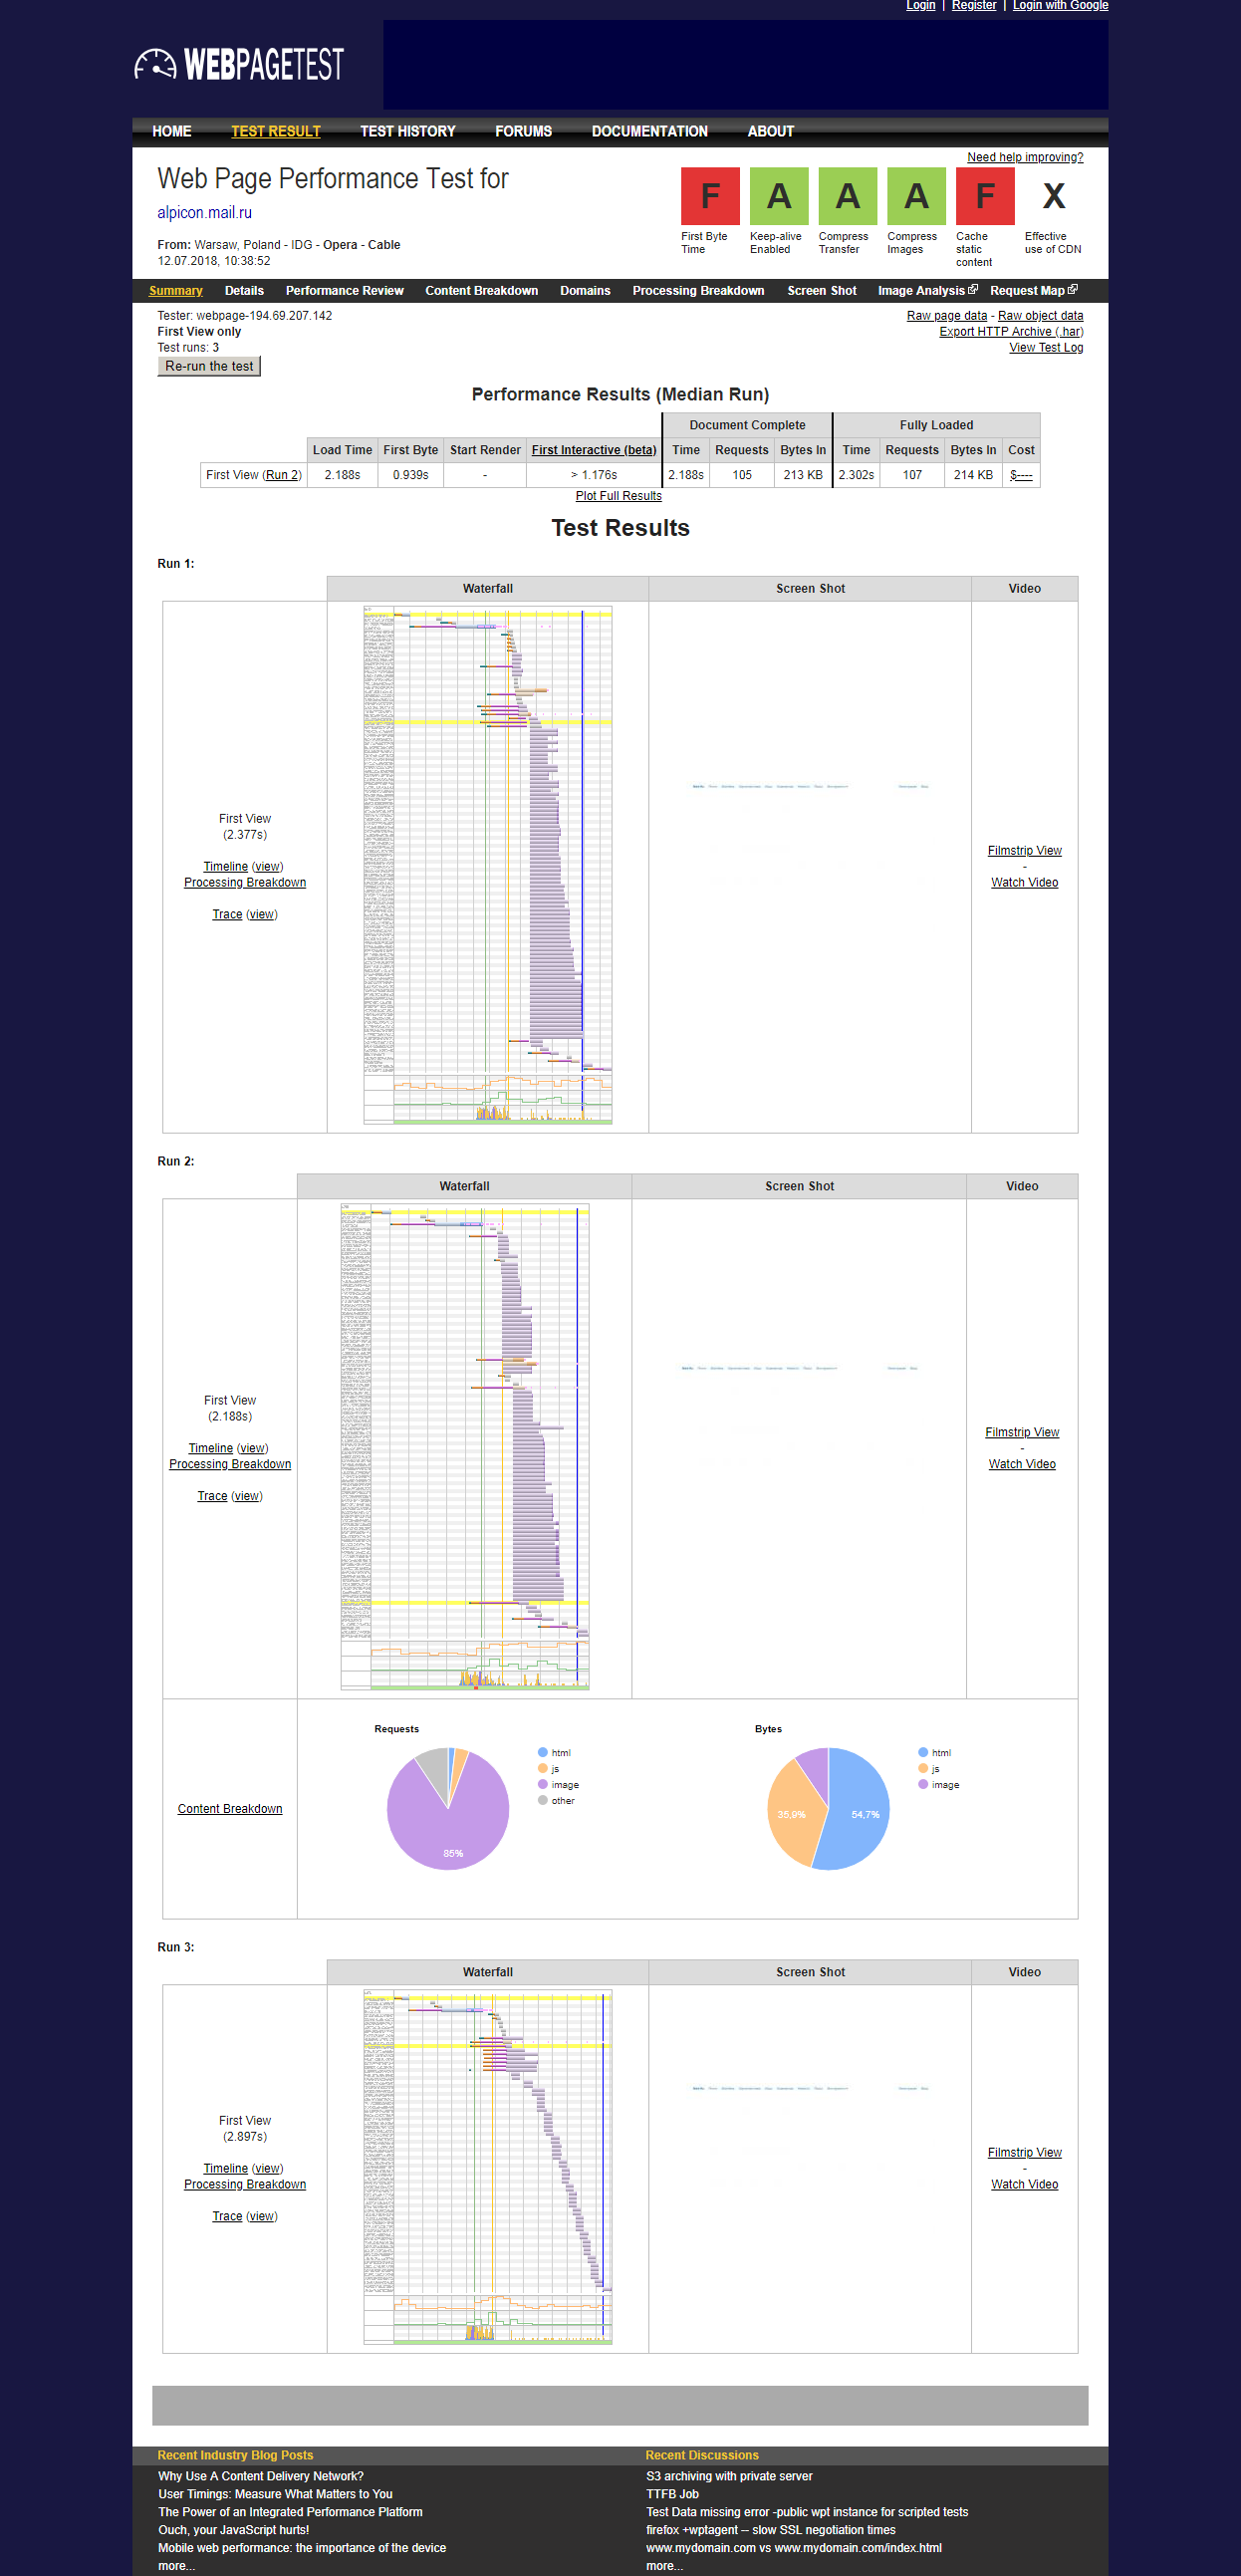 Login | Register | Login with Google
WEBPAGETEST
HOME TEST RESULT TEST HISTORY FORUMS DOCUMENTATION ABOUT
Need help improving?
Web Page Performance Test for
alpicon.mail.ru
From: Warsaw, Poland - IDG - Opera - Cable
12.07.2018, 10:38:52
F A A A F X
First Byte Time
Keep-alive Enabled
Compress Transfer
Compress Images
Cache static content
Effective use of CDN
Summary Details Performance Review Content Breakdown Domains Processing Breakdown Screen Shot Image Analysis Request Map
Tester: webpage-194.69.207.142
First View only
Test runs: 3
Re-run the test
Raw page data - Raw object data
Export HTTP Archive (.har)
View Test Log
Performance Results (Median Run)
Document Complete Fully Loaded
Load Time First Byte Start Render First Interactive (beta) Time Requests Bytes In Time Requests Bytes In Cost
First View (Run 2) 2.188s 0.939s - > 1.176s 2.188s 105 213 KB 2.302s 107 214 KB $----
Plot Full Results
Test Results
Run 1:
Waterfall Screen Shot Video
First View
(2.377s)
Timeline (view)
Processing Breakdown
Trace (view)
Filmstrip View
-
Watch Video
Run 2:
Waterfall Screen Shot Video
First View
(2.188s)
Timeline (view)
Processing Breakdown
Trace (view)
Filmstrip View
-
Watch Video
Content Breakdown
Requests
html
js
image
other
85%
Bytes
html
js
image
35,9%
54,7%
Run 3:
Waterfall Screen Shot Video
First View
(2.897s)
Timeline (view)
Processing Breakdown
Trace (view)
Filmstrip View
-
Watch Video
Recent Industry Blog Posts
Why Use A Content Delivery Network?
User Timings: Measure What Matters to You
The Power of an Integrated Performance Platform
Ouch, your JavaScript hurts!
Mobile web performance: the importance of the device
more...
Recent Discussions
S3 archiving with private server
TTFB Job
Test Data missing error -public wpt instance for scripted tests
firefox +wptagent -- slow SSL negotiation times
www.mydomain.com vs www.mydomain.com/index.html
more...